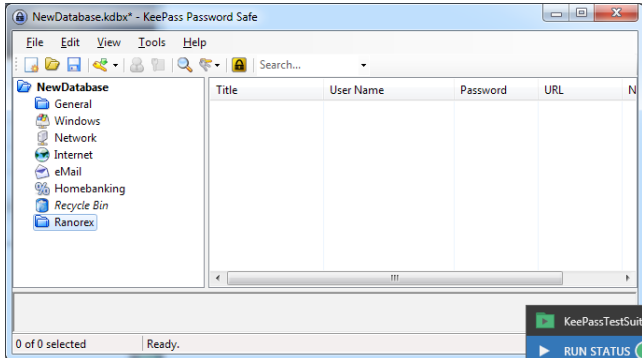 NewDatabase.kdbx* - KeePass Password Safe
File Edit View Tools Help
Search...
NewDatabase
General
Windows
Network
Internet
eMail
Homebanking
Recycle Bin
Ranorex
Title User Name Password URL N
0 of 0 selected Ready.
KeePassTestSuit
RUN STATUS